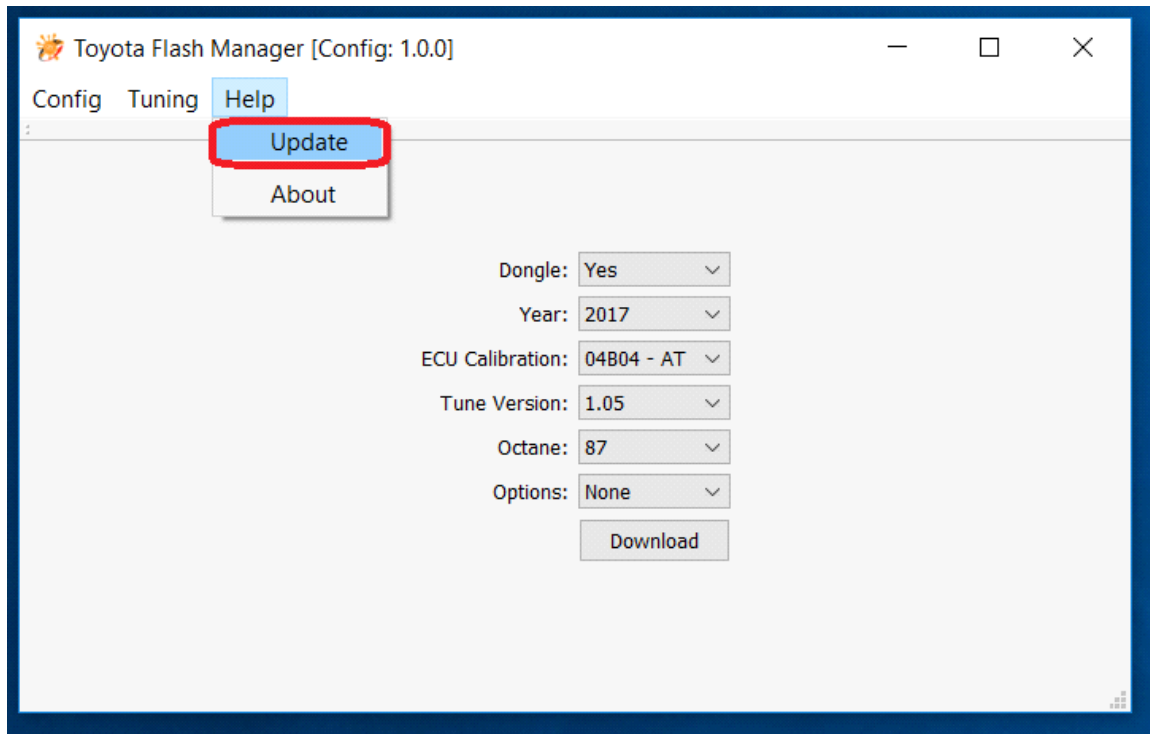 Toyota Flash Manager [Config: 1.0.0]
Config Tuning Help
Update
About
Dongle: Yes
Year: 2017
ECU Calibration: 04B04 - AT
Tune Version: 1.05
Octane: 87
Options: None
Download